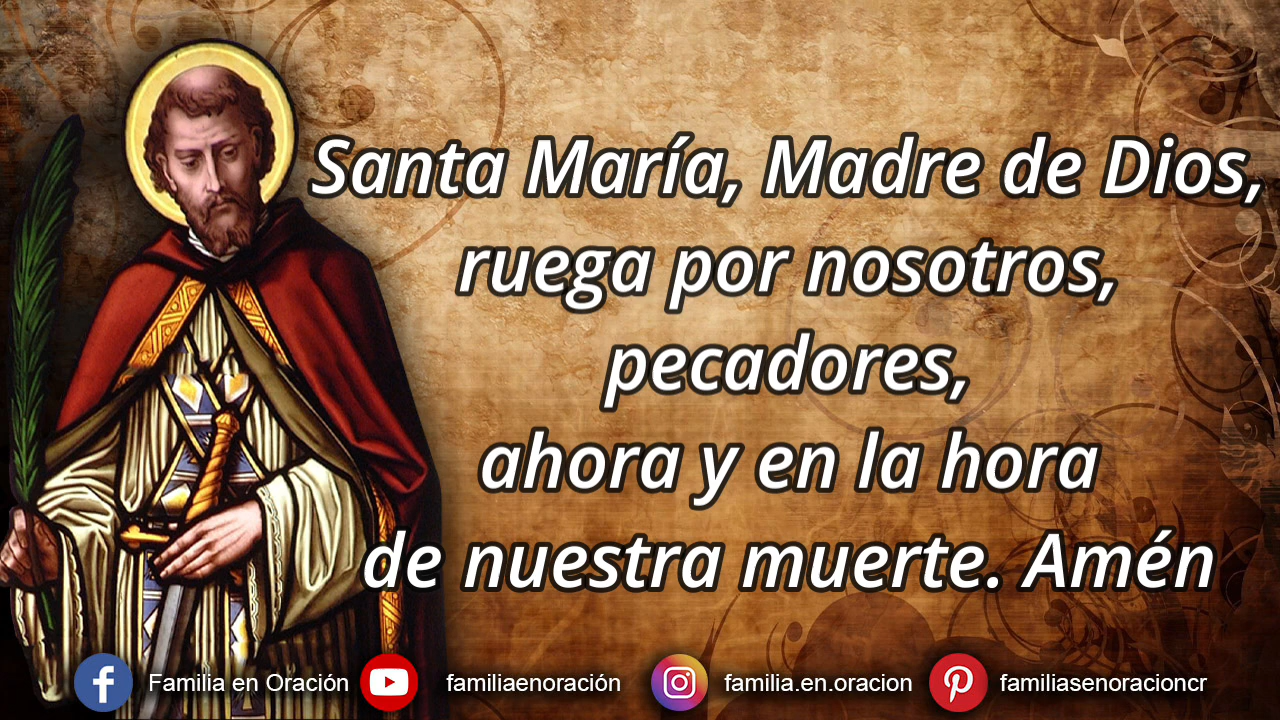 Santa María, Madre de Dios,
ruega por nosotros,
pecadores,
ahora y en la hora
de nuestra muerte. Amén
Familia en Oración familiaenoración familia.en.oracion familiasenoracioncr